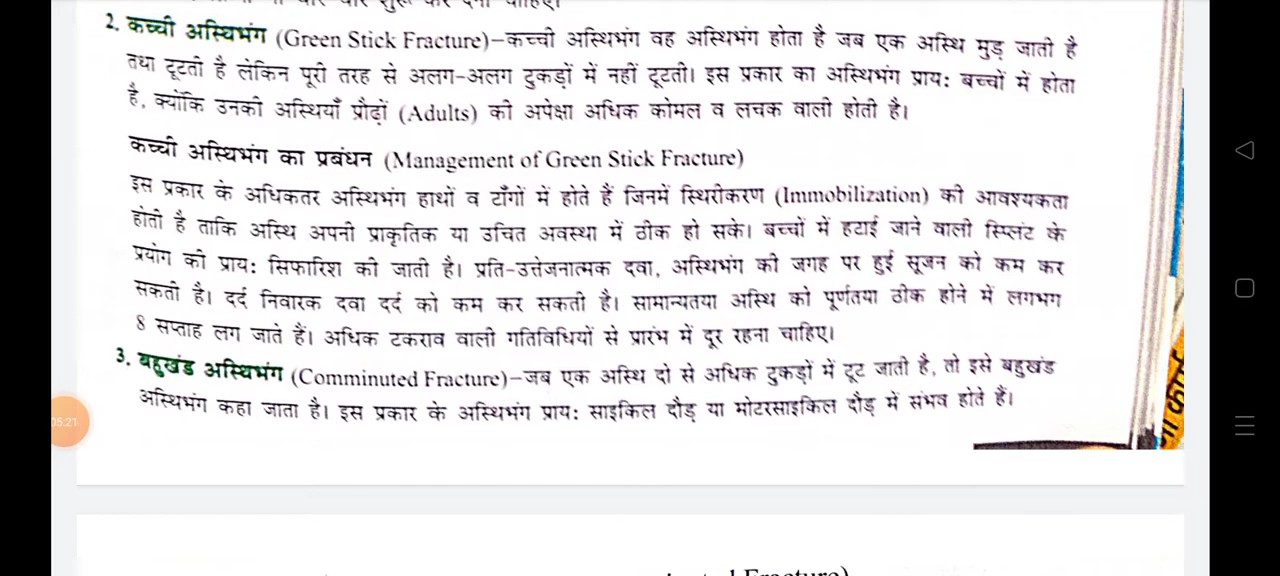 2. कच्ची अस्थिभंग (Green Stick Fracture)–कच्ची अस्थिभंग वह अस्थिभंग होता है जब एक अस्थि मुड़ जाती है
तथा टूटती है लेकिन पूरी तरह से अलग-अलग टुकड़ों में नहीं टूटती। इस प्रकार का अस्थिभंग प्राय: बच्चों में होता
है, क्योंकि उनकी अस्थियाँ प्रौढ़ों (Adults) की अपेक्षा अधिक कोमल व लचक वाली होती है।
कच्ची अस्थिभंग का प्रबंधन (Management of Green Stick Fracture)
इस प्रकार के अधिकतर अस्थिभंग हाथों व टाँगों में होते हैं जिनमें स्थिरीकरण (Immobilization) की आवश्यकता
होती है ताकि अस्थि अपनी प्राकृतिक या उचित अवस्था में ठीक हो सके। बच्चों में हटाई जाने वाली स्प्लिंट के
प्रयोग की प्राय: सिफारिश की जाती है। प्रति-उत्तेजनात्मक दवा, अस्थिभंग की जगह पर हुई सूजन को कम कर
सकती है। दर्द निवारक दवा दर्द को कम कर सकती है। सामान्यतया अस्थि को पूर्णतया ठीक होने में लगभग
8 सप्ताह लग जाते हैं। अधिक टकराव वाली गतिविधियों से प्रारंभ में दूर रहना चाहिए।
3. बहुखंड अस्थिभंग (Comminuted Fracture)–जब एक अस्थि दो से अधिक टुकड़ों में टूट जाती है, तो इसे बहुखंड
अस्थिभंग कहा जाता है। इस प्रकार के अस्थिभंग प्राय: साइकिल दौड़ या मोटरसाइकिल दौड़ में संभव होते हैं।
05:21
Fracture)